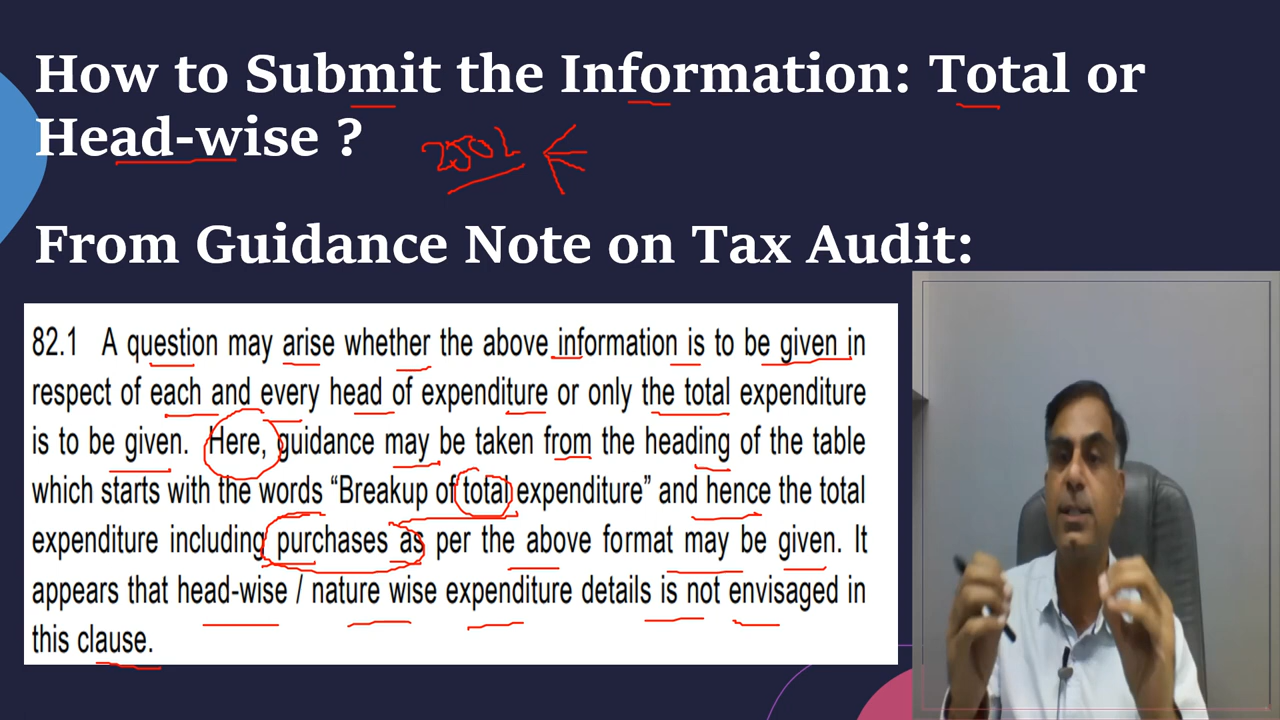 How to Submit the Information: Total or
Head-wise ?
From Guidance Note on Tax Audit:
82.1 A question may arise whether the above information is to be given in
respect of each and every head of expenditure or only the total expenditure
is to be given. Here, guidance may be taken from the heading of the table
which starts with the words “Breakup of total expenditure” and hence the total
expenditure including purchases as per the above format may be given. It
appears that head-wise / nature wise expenditure details is not envisaged in
this clause.